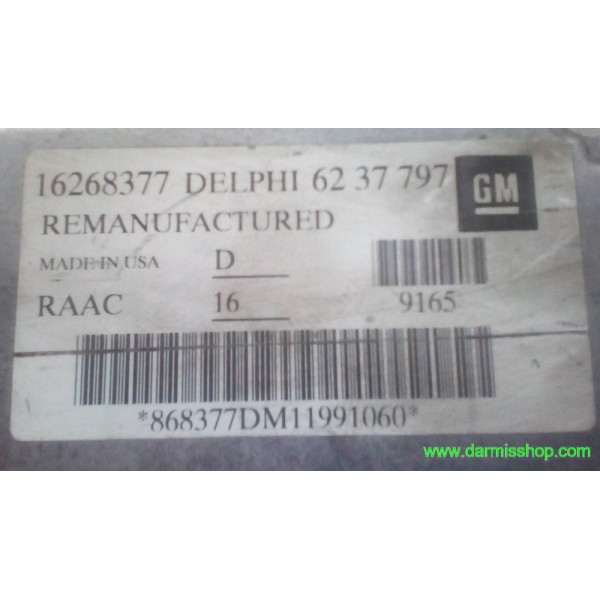 16268377 DELPHI 62 37 797 GM
REMANUFACTURED
MADE IN USA D
RAAC 16 9165
*868377DM11991060*
www.darmisshop.com